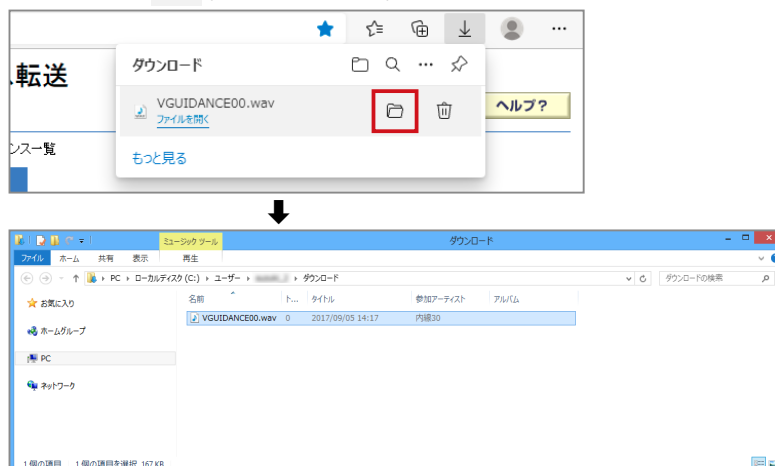 転送
ダウンロード
VGUIDANCE00.wav
ファイルを開く
ヘルプ?
ンス一覧
もっと見る
ミュージック ツール
ダウンロード
ファイル ホーム 共有 表示 再生
PC ローカルディスク (C:) ユーザー ダウンロード
ダウンロードの検索
お気に入り
名前 ト... タイトル 参加アーティスト アルバム
VGUIDANCE00.wav 0 2017/09/05 14:17 内線30
ホームグループ
PC
ネットワーク
1 個の項目 1 個の項目を選択 167 KB